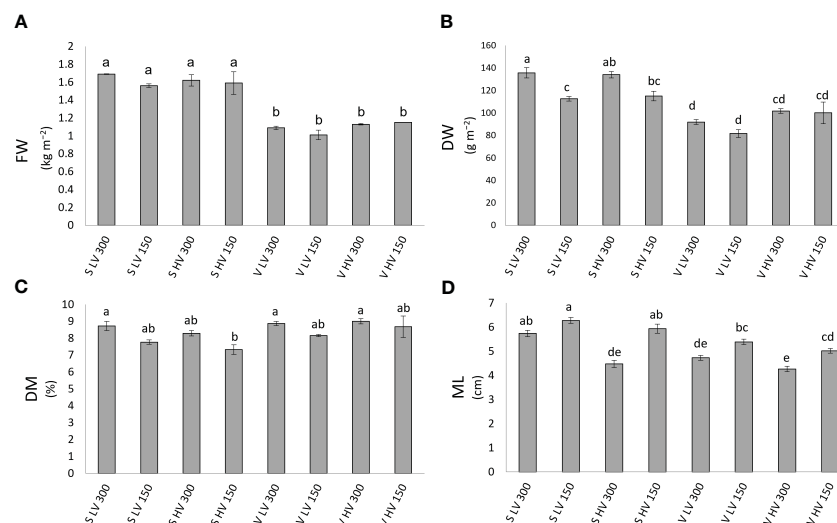 A
2
1.8
1.6
1.4
1.2
1
0.8
0.6
0.4
0.2
0
FW
(kg m⁻²)
a a a a b b b b
S LV 300 S LV 150 S HV 300 S HV 150 V LV 300 V LV 150 V HV 300 V HV 150
B
160
140
120
100
80
60
40
20
0
DW
(g m⁻²)
a c ab bc d d cd cd
S LV 300 S LV 150 S HV 300 S HV 150 V LV 300 V LV 150 V HV 300 V HV 150
C
10
9
8
7
6
5
4
3
2
1
0
DM
(%)
a ab ab b a ab a ab
S LV 300 S LV 150 S HV 300 S HV 150 V LV 300 V LV 150 V HV 300 V HV 150
D
7
6
5
4
3
2
1
0
ML
(cm)
ab a de ab de bc e cd
S LV 300 S LV 150 S HV 300 S HV 150 V LV 300 V LV 150 V HV 300 V HV 150